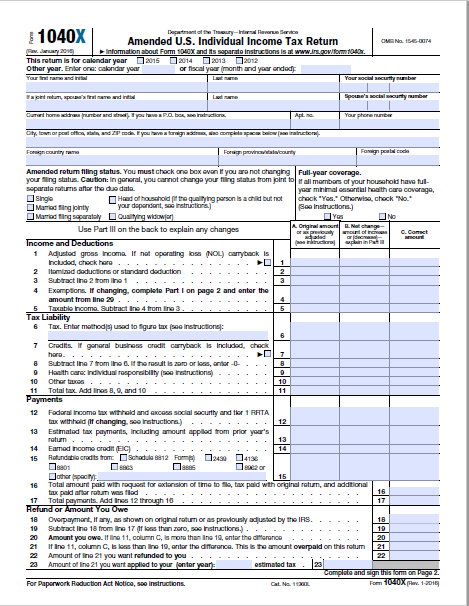 Form 1040X
(Rev. January 2016)
Department of the Treasury—Internal Revenue Service
Amended U.S. Individual Income Tax Return
▶ Information about Form 1040X and its separate instructions is at www.irs.gov/form1040x.
OMB No. 1545-0074
This return is for calendar year 2015 2014 2013 2012
Other year. Enter one: calendar year or fiscal year (month and year ended):
Your first name and initial Last name Your social security number
If a joint return, spouse's first name and initial Last name Spouse's social security number
Current home address (number and street). If you have a P.O. box, see instructions. Apt. no. Your phone number
City, town or post office, state, and ZIP code. If you have a foreign address, also complete spaces below (see instructions).
Foreign country name Foreign province/state/county Foreign postal code
Amended return filing status. You must check one box even if you are not changing
your filing status. Caution: In general, you cannot change your filing status from joint to
separate returns after the due date.
Single
Married filing jointly
Married filing separately
Head of household (If the qualifying person is a child but not
your dependent, see instructions.)
Qualifying widow(er)
Full-year coverage.
If all members of your household have full-
year minimal essential health care coverage,
check "Yes." Otherwise, check "No."
(See instructions.)
Yes No
Use Part III on the back to explain any changes
A. Original amount
or as previously
adjusted
(see instructions)
B. Net change—
amount of increase
or (decrease)—
explain in Part III
C. Correct
amount
Income and Deductions
1 Adjusted gross income. If net operating loss (NOL) carryback is
included, check here . . . . . . . . . . ▶ 1
2 Itemized deductions or standard deduction . . . . . . . . 2
3 Subtract line 2 from line 1 . . . . . . . . . . . . 3
4 Exemptions. If changing, complete Part I on page 2 and enter the
amount from line 29 . . . . . . . . . . . . . 4
5 Taxable income. Subtract line 4 from line 3 . . . . . . . . 5
Tax Liability
6 Tax. Enter method(s) used to figure tax (see instructions):
6
7 Credits. If general business credit carryback is included, check
here . . . . . . . . . . . . . . . ▶ 7
8 Subtract line 7 from line 6. If the result is zero or less, enter -0- . . 8
9 Health care: individual responsibility (see instructions) . . . . 9
10 Other taxes . . . . . . . . . . . . . . . . 10
11 Total tax. Add lines 8, 9, and 10 . . . . . . . . . . 11
Payments
12 Federal income tax withheld and excess social security and tier 1 RRTA
tax withheld (if changing, see instructions.) . . . . . . . 12
13 Estimated tax payments, including amount applied from prior year's
return . . . . . . . . . . . . . . . . . 13
14 Earned income credit (EIC) . . . . . . . . . . . . 14
15 Refundable credits from: Schedule 8812 Form(s) 2439 4136
8801 8863 8885 8962 or
other (specify): 15
16 Total amount paid with request for extension of time to file, tax paid with original return, and additional
tax paid after return was filed . . . . . . . . . . . . . . . . 16
17 Total payments. Add lines 12 through 16 . . . . . . . . . . . . . . 17
Refund or Amount You Owe
18 Overpayment, if any, as shown on original return or as previously adjusted by the IRS . . . 18
19 Subtract line 18 from line 17 (If less than zero, see instructions.) . . . . . . . . 19
20 Amount you owe. If line 11, column C, is more than line 19, enter the difference 20
21 If line 11, column C, is less than line 19, enter the difference. This is the amount overpaid on this return 21
22 Amount of line 21 you want refunded to you . . . . . . . . . . . . . 22
23 Amount of line 21 you want applied to your (enter year): estimated tax . 23
Complete and sign this form on Page 2.
For Paperwork Reduction Act Notice, see instructions. Cat. No. 11360L Form 1040X (Rev. 1-2016)